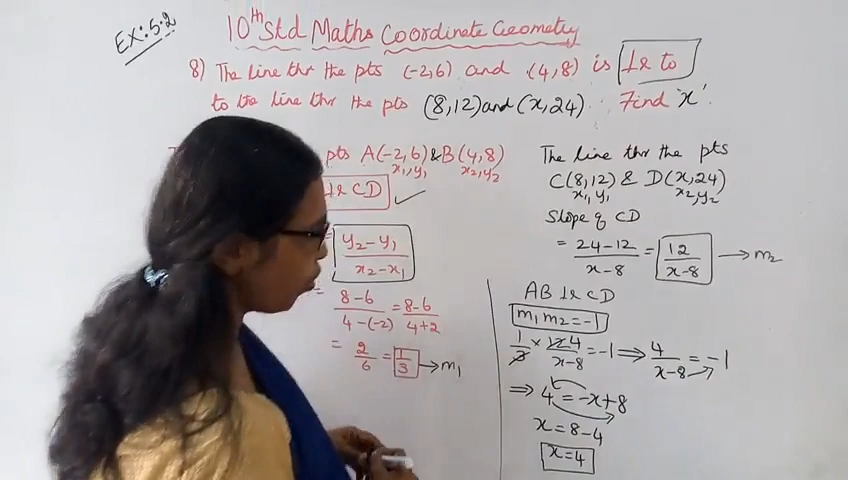 Ex: 5.2
10th Std Maths Coordinate Geometry
8) The line thr the pts (-2,6) and (4,8) is ⊥r to
to the line thr the pts (8,12) and (x,24). Find 'x'.
pts A(-2,6) & B(4,8)
x₁,y₁ x₂,y₂
⊥r CD ✓
= y₂-y₁ / x₂-x₁
= 8-6 / 4-(-2) = 8-6 / 4+2
= 2/6 = 1/3 → m₁
The line thr the pts
C(8,12) & D(x,24)
x₁ y₁ x₂,y₂
Slope of CD
= 24-12 / x-8 = 12 / x-8 → m₂
AB ⊥r CD
m₁ m₂ = -1
1/3 × 12 4 / x-8 = -1 ⇒ 4 / x-8 = -1
⇒ 4 = -x+8
x = 8-4
x = 4